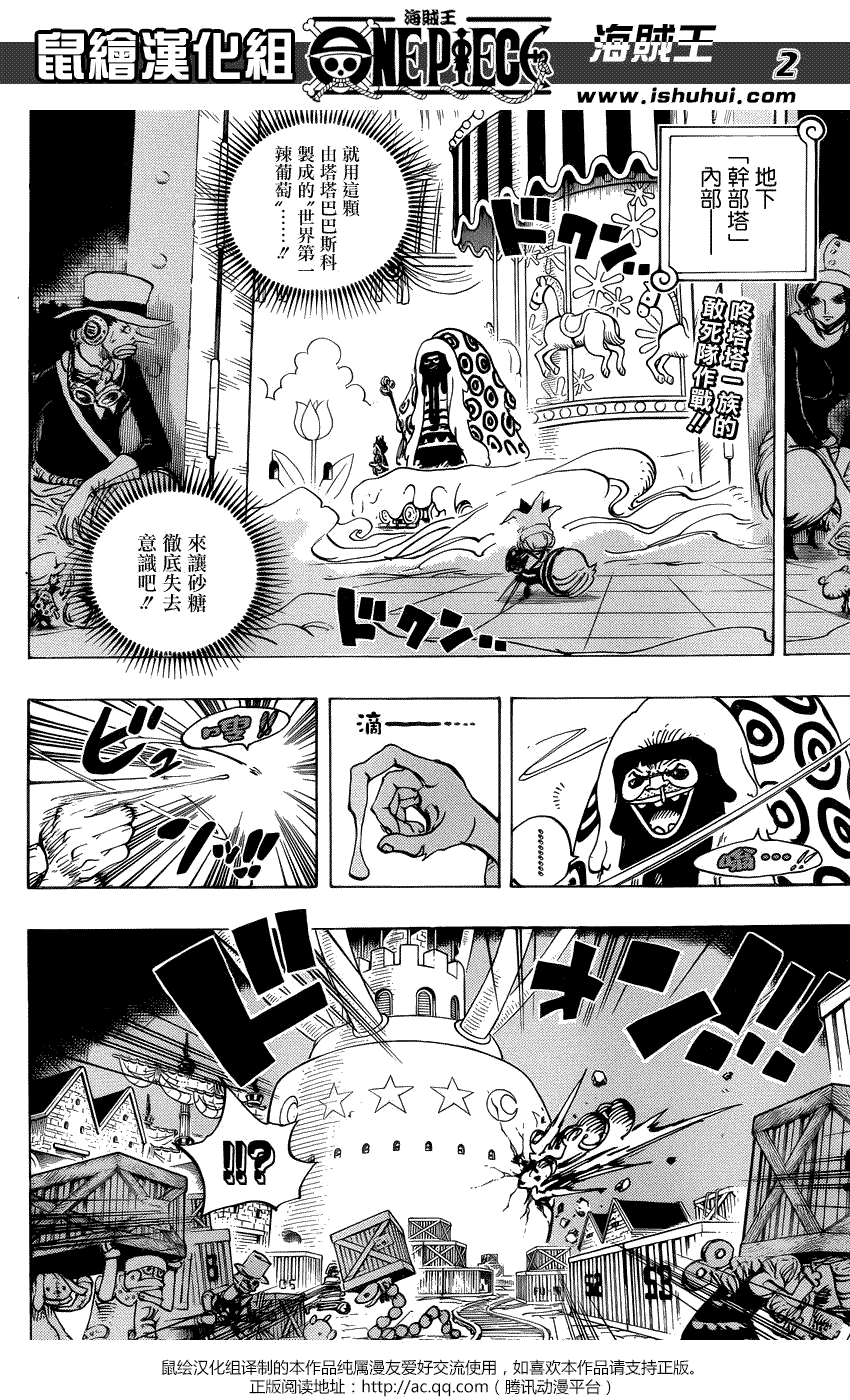 鼠繪漢化組
海賊王
ONE PIECE
海賊王
2
www.ishuhui.com
地下
「幹部塔」
內部——
咚塔塔一族的
敢死隊作戰!!
ドクン‥
就用這顆
由塔塔巴斯科
製成的“世界第一
辣葡萄”……!!
來讓砂糖
徹底失去
意識吧!!
ドクン‥
………
嘖…!
滴——……
ビュッ!!
ドオン!!!
!!?
鼠绘汉化组译制的本作品纯属漫友爱好交流使用，如喜欢本作品请支持正版。
正版阅读地址：http://ac.qq.com（腾讯动漫平台）